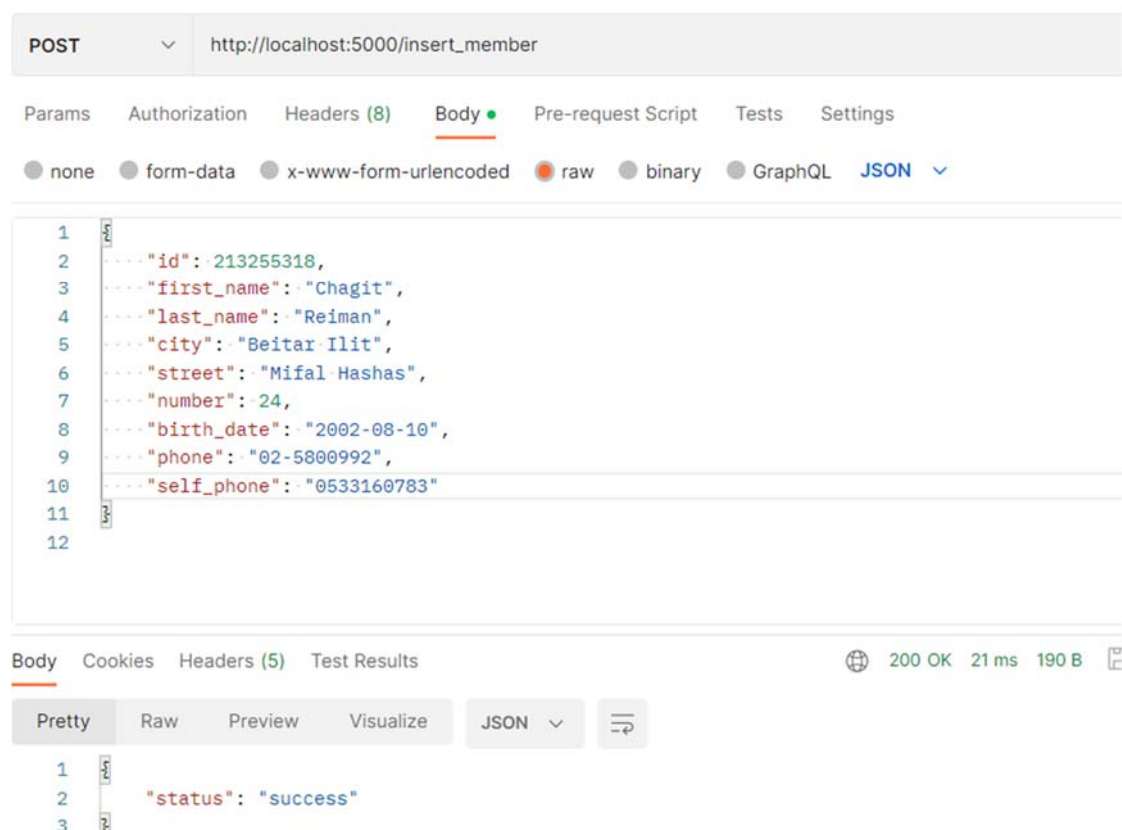 POST http://localhost:5000/insert_member
Params Authorization Headers (8) Body Pre-request Script Tests Settings
none form-data x-www-form-urlencoded raw binary GraphQL JSON
1 {
2 "id": 213255318,
3 "first_name": "Chagit",
4 "last_name": "Reiman",
5 "city": "Beitar Ilit",
6 "street": "Mifal Hashas",
7 "number": 24,
8 "birth_date": "2002-08-10",
9 "phone": "02-5800992",
10 "self_phone": "0533160783"
11 }
12
Body Cookies Headers (5) Test Results 200 OK 21 ms 190 B
Pretty Raw Preview Visualize JSON
1 {
2 "status": "success"
3 }